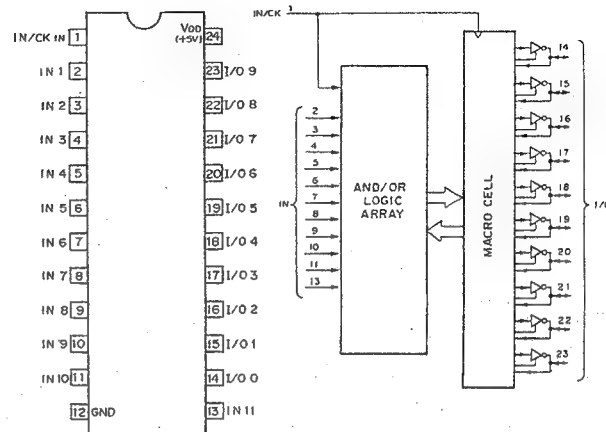 IN/CK IN 1
IN 1 2
IN 2 3
IN 3 4
IN 4 5
IN 5 6
IN 6 7
IN 7 8
IN 8 9
IN 9 10
IN 10 11
12 GND
VDD 24
(+5V)
23 I/O 9
22 I/O 8
21 I/O 7
20 I/O 6
19 I/O 5
18 I/O 4
17 I/O 3
16 I/O 2
15 I/O 1
14 I/O 0
13 IN 11
IN/CK 1
IN
2
3
4
5
6
7
8
9
10
11
13
AND/OR
LOGIC
ARRAY
MACRO CELL
14
15
16
17
18
19
20
21
22
23
I/O